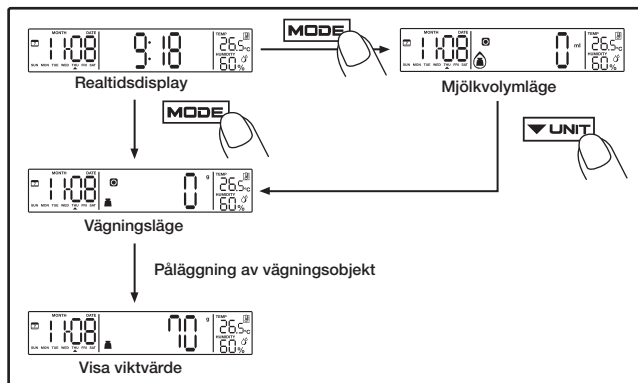 MONTH DATE
11 08
SUN MON TUE WED THU FRI SAT
9:18
TEMP
26.5°C
HUMIDITY
60%
Realtidsdisplay
MODE
MONTH DATE
11 08
SUN MON TUE WED THU FRI SAT
0 ml
TEMP
26.5°C
HUMIDITY
60%
Mjölkvolymläge
MODE
▼ UNIT
MONTH DATE
11 08
SUN MON TUE WED THU FRI SAT
0 g
TEMP
26.5°C
HUMIDITY
60%
Vägningsläge
Påläggning av vägningsobjekt
MONTH DATE
11 08
SUN MON TUE WED THU FRI SAT
70 g
TEMP
26.5°C
HUMIDITY
60%
Visa viktvärde